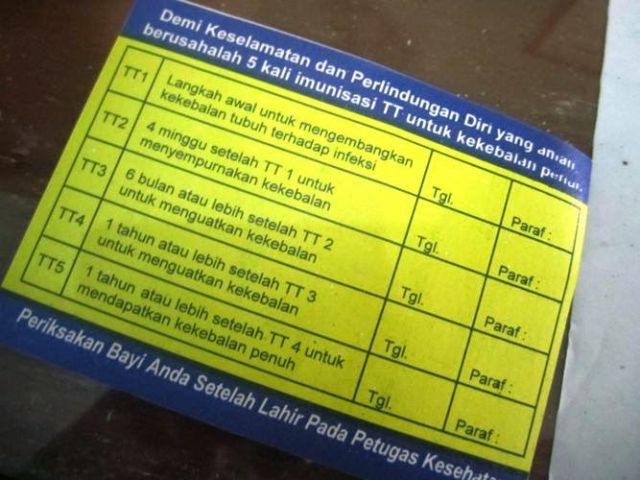 Demi Keselamatan dan Perlindungan Diri yang aman
berusahalah 5 kali imunisasi TT untuk kekebalan penuh.
TT1
Langkah awal untuk mengembangkan
kekebalan tubuh terhadap infeksi
Tgl.
Paraf :
TT2
4 minggu setelah TT 1 untuk
menyempurnakan kekebalan
Tgl.
Paraf :
TT3
6 bulan atau lebih setelah TT 2
untuk menguatkan kekebalan
Tgl.
Paraf :
TT4
1 tahun atau lebih setelah TT 3
untuk menguatkan kekebalan
Tgl.
Paraf :
TT5
1 tahun atau lebih setelah TT 4 untuk
mendapatkan kekebalan penuh
Tgl.
Paraf :
Periksakan Bayi Anda Setelah Lahir Pada Petugas